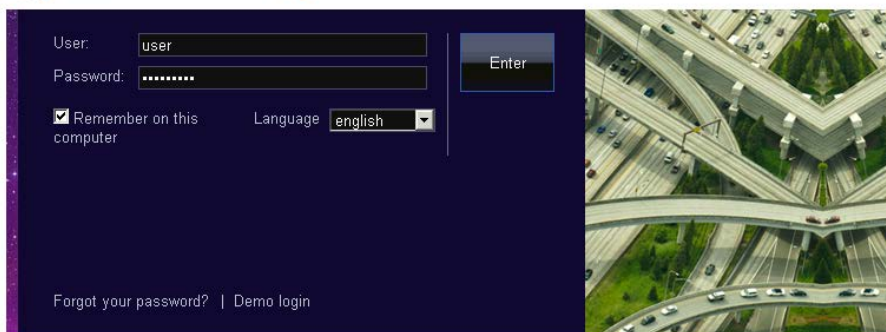 User: user
Password: •••••••••
Enter
Remember on this
computer
Language english
Forgot your password? | Demo login